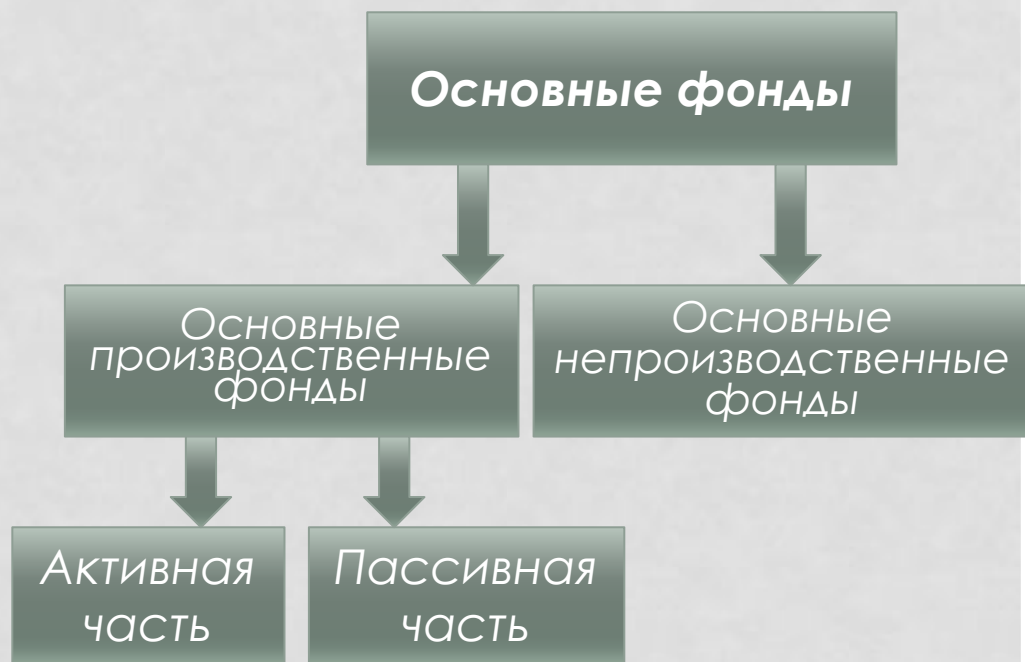 Основные фонды
Основные
производственные
фонды
Основные
непроизводственные
фонды
Активная
часть
Пассивная
часть